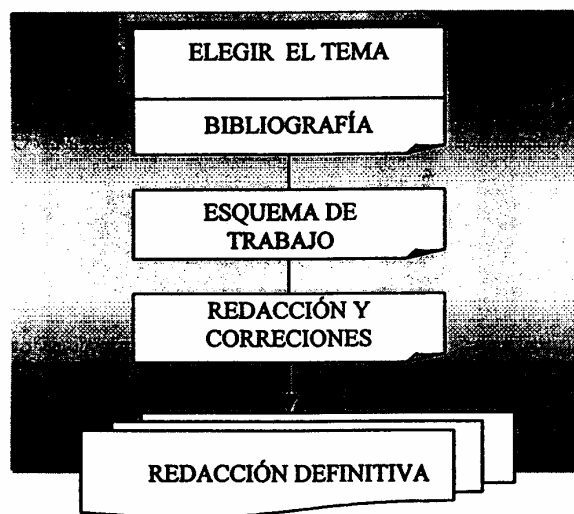 ELEGIR EL TEMA
BIBLIOGRAFÍA
ESQUEMA DE
TRABAJO
REDACCIÓN Y
CORRECIONES
REDACCIÓN DEFINITIVA